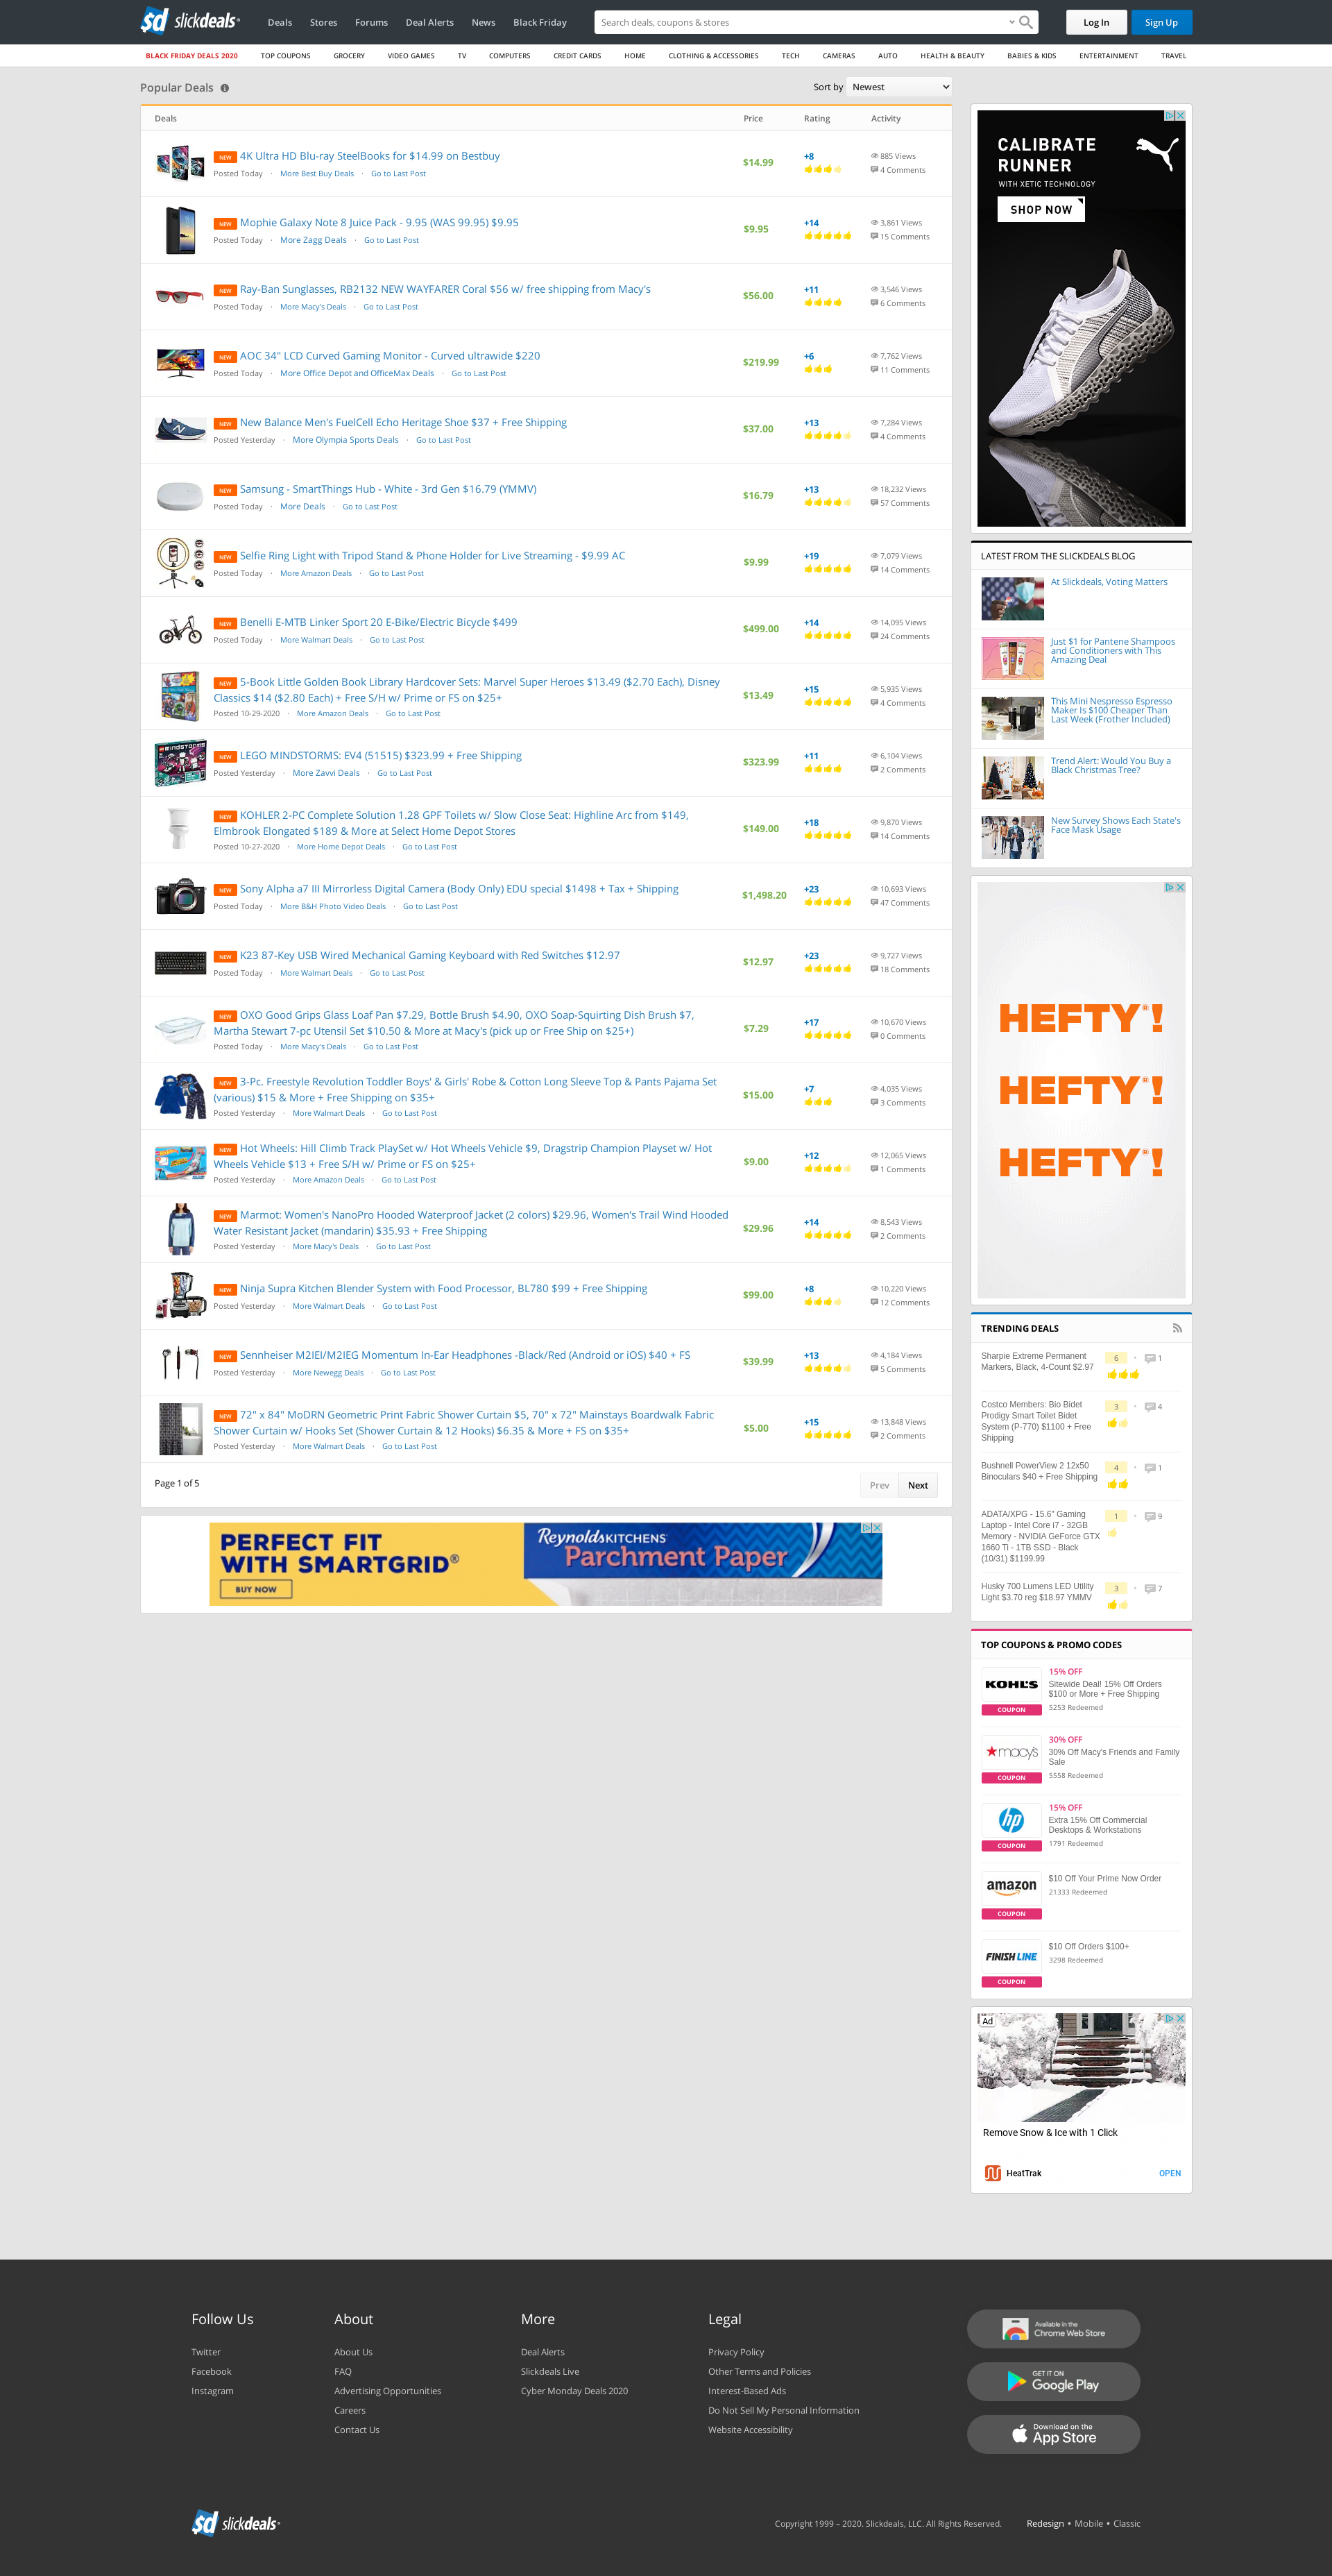 slickdeals
Deals
Stores
Forums
Deal Alerts
News
Black Friday
Search deals, coupons & stores
Log In
Sign Up
BLACK FRIDAY DEALS 2020
TOP COUPONS
GROCERY
VIDEO GAMES
TV
COMPUTERS
CREDIT CARDS
HOME
CLOTHING & ACCESSORIES
TECH
CAMERAS
AUTO
HEALTH & BEAUTY
BABIES & KIDS
ENTERTAINMENT
TRAVEL
Popular Deals
Sort by Newest
Deals Price Rating Activity
NEW 4K Ultra HD Blu-ray SteelBooks for $14.99 on Bestbuy
Posted Today · More Best Buy Deals · Go to Last Post
$14.99
+8
885 Views
4 Comments
NEW Mophie Galaxy Note 8 Juice Pack - 9.95 (WAS 99.95) $9.95
Posted Today · More Zagg Deals · Go to Last Post
$9.95
+14
3,861 Views
15 Comments
NEW Ray-Ban Sunglasses, RB2132 NEW WAYFARER Coral $56 w/ free shipping from Macy's
Posted Today · More Macy's Deals · Go to Last Post
$56.00
+11
3,546 Views
6 Comments
NEW AOC 34" LCD Curved Gaming Monitor - Curved ultrawide $220
Posted Today · More Office Depot and OfficeMax Deals · Go to Last Post
$219.99
+6
7,762 Views
11 Comments
NEW New Balance Men's FuelCell Echo Heritage Shoe $37 + Free Shipping
Posted Yesterday · More Olympia Sports Deals · Go to Last Post
$37.00
+13
7,284 Views
4 Comments
NEW Samsung - SmartThings Hub - White - 3rd Gen $16.79 (YMMV)
Posted Today · More Deals · Go to Last Post
$16.79
+13
18,232 Views
57 Comments
NEW Selfie Ring Light with Tripod Stand & Phone Holder for Live Streaming - $9.99 AC
Posted Today · More Amazon Deals · Go to Last Post
$9.99
+19
7,079 Views
14 Comments
NEW Benelli E-MTB Linker Sport 20 E-Bike/Electric Bicycle $499
Posted Today · More Walmart Deals · Go to Last Post
$499.00
+14
14,095 Views
24 Comments
NEW 5-Book Little Golden Book Library Hardcover Sets: Marvel Super Heroes $13.49 ($2.70 Each), Disney
Classics $14 ($2.80 Each) + Free S/H w/ Prime or FS on $25+
Posted 10-29-2020 · More Amazon Deals · Go to Last Post
$13.49
+15
5,935 Views
4 Comments
NEW LEGO MINDSTORMS: EV4 (51515) $323.99 + Free Shipping
Posted Yesterday · More Zavvi Deals · Go to Last Post
$323.99
+11
6,104 Views
2 Comments
NEW KOHLER 2-PC Complete Solution 1.28 GPF Toilets w/ Slow Close Seat: Highline Arc from $149,
Elmbrook Elongated $189 & More at Select Home Depot Stores
Posted 10-27-2020 · More Home Depot Deals · Go to Last Post
$149.00
+18
9,870 Views
14 Comments
NEW Sony Alpha a7 III Mirrorless Digital Camera (Body Only) EDU special $1498 + Tax + Shipping
Posted Today · More B&H Photo Video Deals · Go to Last Post
$1,498.20
+23
10,693 Views
47 Comments
NEW K23 87-Key USB Wired Mechanical Gaming Keyboard with Red Switches $12.97
Posted Today · More Walmart Deals · Go to Last Post
$12.97
+23
9,727 Views
18 Comments
NEW OXO Good Grips Glass Loaf Pan $7.29, Bottle Brush $4.90, OXO Soap-Squirting Dish Brush $7,
Martha Stewart 7-pc Utensil Set $10.50 & More at Macy's (pick up or Free Ship on $25+)
Posted Today · More Macy's Deals · Go to Last Post
$7.29
+17
10,670 Views
0 Comments
NEW 3-Pc. Freestyle Revolution Toddler Boys' & Girls' Robe & Cotton Long Sleeve Top & Pants Pajama Set
(various) $15 & More + Free Shipping on $35+
Posted Yesterday · More Walmart Deals · Go to Last Post
$15.00
+7
4,035 Views
3 Comments
NEW Hot Wheels: Hill Climb Track PlaySet w/ Hot Wheels Vehicle $9, Dragstrip Champion Playset w/ Hot
Wheels Vehicle $13 + Free S/H w/ Prime or FS on $25+
Posted Yesterday · More Amazon Deals · Go to Last Post
$9.00
+12
12,065 Views
1 Comments
NEW Marmot: Women's NanoPro Hooded Waterproof Jacket (2 colors) $29.96, Women's Trail Wind Hooded
Water Resistant Jacket (mandarin) $35.93 + Free Shipping
Posted Yesterday · More Macy's Deals · Go to Last Post
$29.96
+14
8,543 Views
2 Comments
NEW Ninja Supra Kitchen Blender System with Food Processor, BL780 $99 + Free Shipping
Posted Yesterday · More Walmart Deals · Go to Last Post
$99.00
+8
10,220 Views
12 Comments
NEW Sennheiser M2IEI/M2IEG Momentum In-Ear Headphones -Black/Red (Android or iOS) $40 + FS
Posted Yesterday · More Newegg Deals · Go to Last Post
$39.99
+13
4,184 Views
5 Comments
NEW 72" x 84" MoDRN Geometric Print Fabric Shower Curtain $5, 70" x 72" Mainstays Boardwalk Fabric
Shower Curtain w/ Hooks Set (Shower Curtain & 12 Hooks) $6.35 & More + FS on $35+
Posted Yesterday · More Walmart Deals · Go to Last Post
$5.00
+15
13,848 Views
2 Comments
Page 1 of 5
Prev Next
PERFECT FIT
WITH SMARTGRID®
BUY NOW
Reynolds KITCHENS
Parchment Paper
CALIBRATE
RUNNER
WITH XETIC TECHNOLOGY
SHOP NOW
PUMA
LATEST FROM THE SLICKDEALS BLOG
At Slickdeals, Voting Matters
Just $1 for Pantene Shampoos
and Conditioners with This
Amazing Deal
This Mini Nespresso Espresso
Maker Is $100 Cheaper Than
Last Week (Frother Included)
Trend Alert: Would You Buy a
Black Christmas Tree?
New Survey Shows Each State's
Face Mask Usage
HEFTY®!
HEFTY®!
HEFTY®!
TRENDING DEALS
Sharpie Extreme Permanent
Markers, Black, 4-Count $2.97
6 • 1
Costco Members: Bio Bidet
Prodigy Smart Toilet Bidet
System (P-770) $1100 + Free
Shipping
3 • 4
Bushnell PowerView 2 12x50
Binoculars $40 + Free Shipping
4 • 1
ADATA/XPG - 15.6" Gaming
Laptop - Intel Core i7 - 32GB
Memory - NVIDIA GeForce GTX
1660 Ti - 1TB SSD - Black
(10/31) $1199.99
1 • 9
Husky 700 Lumens LED Utility
Light $3.70 reg $18.97 YMMV
3 • 7
TOP COUPONS & PROMO CODES
KOHL'S
COUPON
15% OFF
Sitewide Deal! 15% Off Orders
$100 or More + Free Shipping
5253 Redeemed
macy's
COUPON
30% OFF
30% Off Macy's Friends and Family
Sale
5558 Redeemed
hp
COUPON
15% OFF
Extra 15% Off Commercial
Desktops & Workstations
1791 Redeemed
amazon
COUPON
$10 Off Your Prime Now Order
21333 Redeemed
FINISH LINE
COUPON
$10 Off Orders $100+
3298 Redeemed
Ad
Remove Snow & Ice with 1 Click
HeatTrak
OPEN
Follow Us
Twitter
Facebook
Instagram
About
About Us
FAQ
Advertising Opportunities
Careers
Contact Us
More
Deal Alerts
Slickdeals Live
Cyber Monday Deals 2020
Legal
Privacy Policy
Other Terms and Policies
Interest-Based Ads
Do Not Sell My Personal Information
Website Accessibility
Available in the
Chrome Web Store
GET IT ON
Google Play
Download on the
App Store
slickdeals
Copyright 1999 – 2020. Slickdeals, LLC. All Rights Reserved.
Redesign • Mobile • Classic